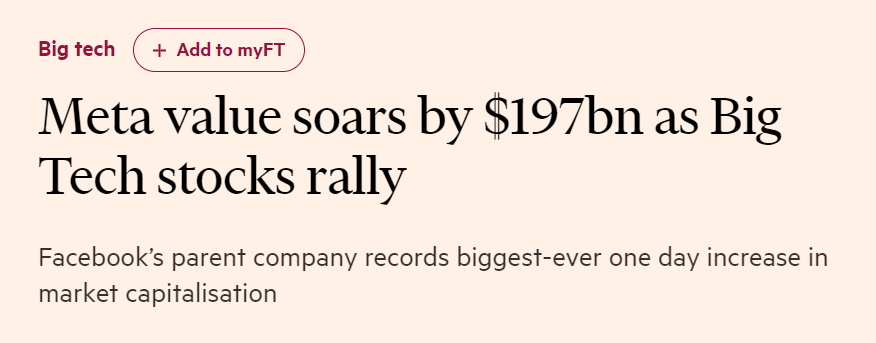 Big tech
+ Add to myFT
Meta value soars by $197bn as Big
Tech stocks rally
Facebook’s parent company records biggest-ever one day increase in
market capitalisation